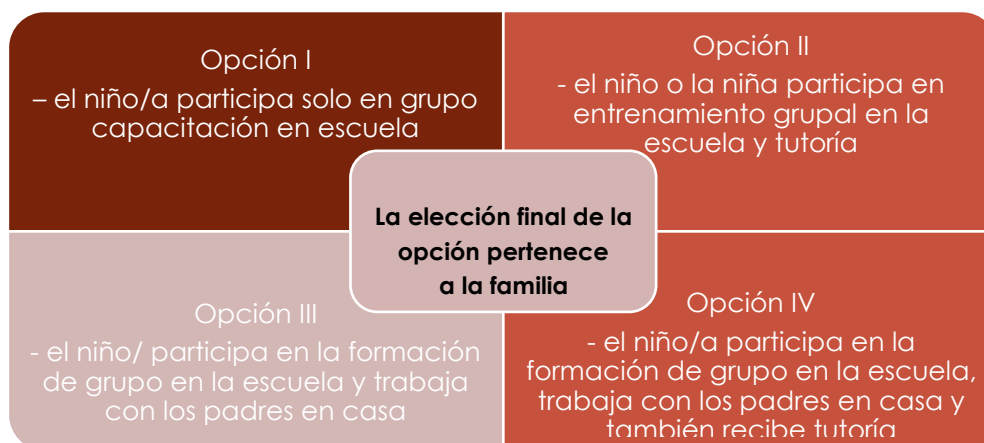 Opción I
– el niño/a participa solo en grupo
capacitación en escuela
Opción II
- el niño o la niña participa en
entrenamiento grupal en la
escuela y tutoría
La elección final de la
opción pertenece
a la familia
Opción III
- el niño/ participa en la formación
de grupo en la escuela y trabaja
con los padres en casa
Opción IV
- el niño/a participa en la
formación de grupo en la escuela,
trabaja con los padres en casa y
también recibe tutoría